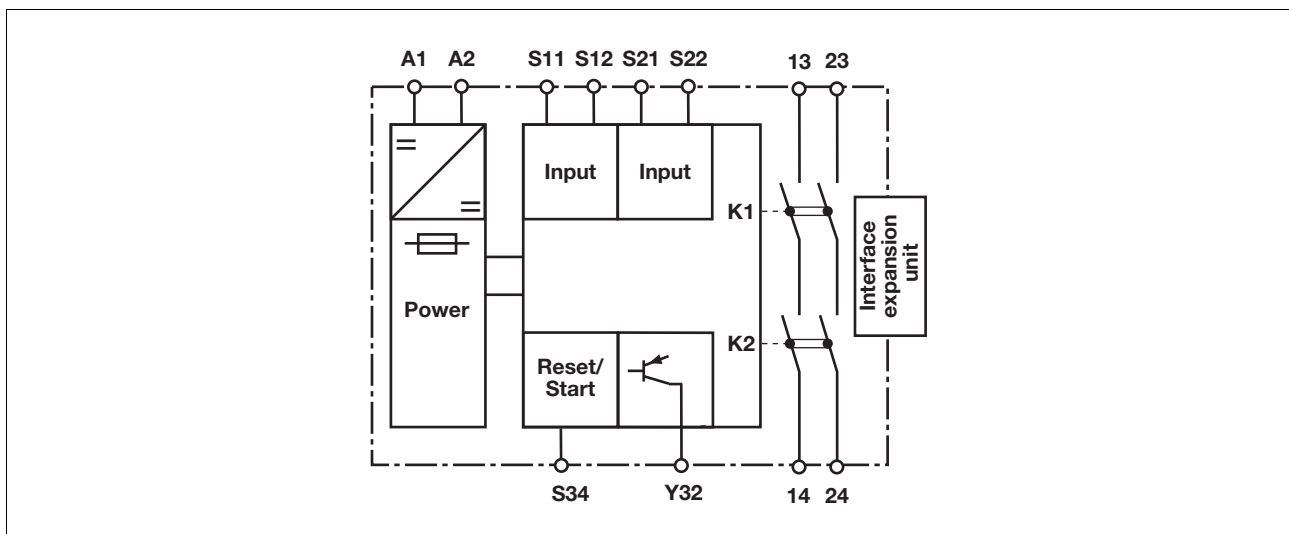 A1 A2 S11 S12 S21 S22 13 23
Input Input
K1
Interface
expansion
unit
Power
K2
Reset/
Start
S34 Y32 14 24